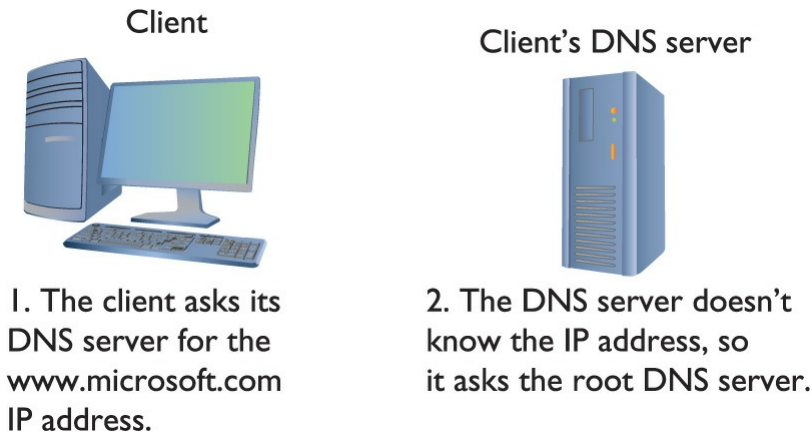 Client
Client’s DNS server
1. The client asks its
DNS server for the
www.microsoft.com
IP address.
2. The DNS server doesn’t
know the IP address, so
it asks the root DNS server.